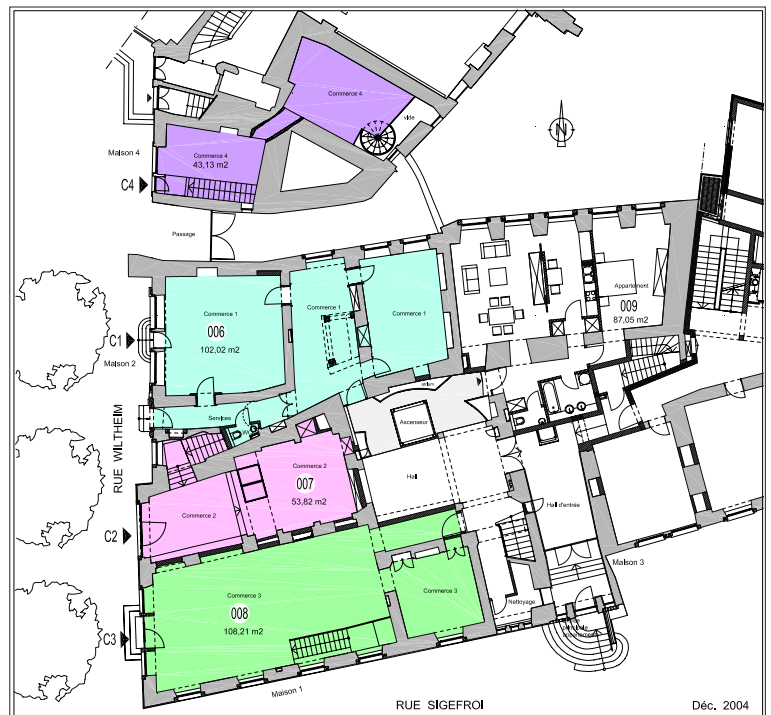 Commerce 4
vide
N
Maison 4
Commerce 4
43,13 m2
C4
Passage
Commerce 1
006
102,02 m2
Commerce 1
Commerce 1
Appartement
009
87,05 m2
C1
Maison 2
RUE WILTHEIM
Services
Ascenseur
Hall
Commerce 2
007
53,82 m2
Commerce 2
C2
Hall d'entrée
Maison 3
Commerce 3
Commerce 3
008
108,21 m2
C3
Nettoyage
Maison 1
RUE SIGEFROI
Déc. 2004